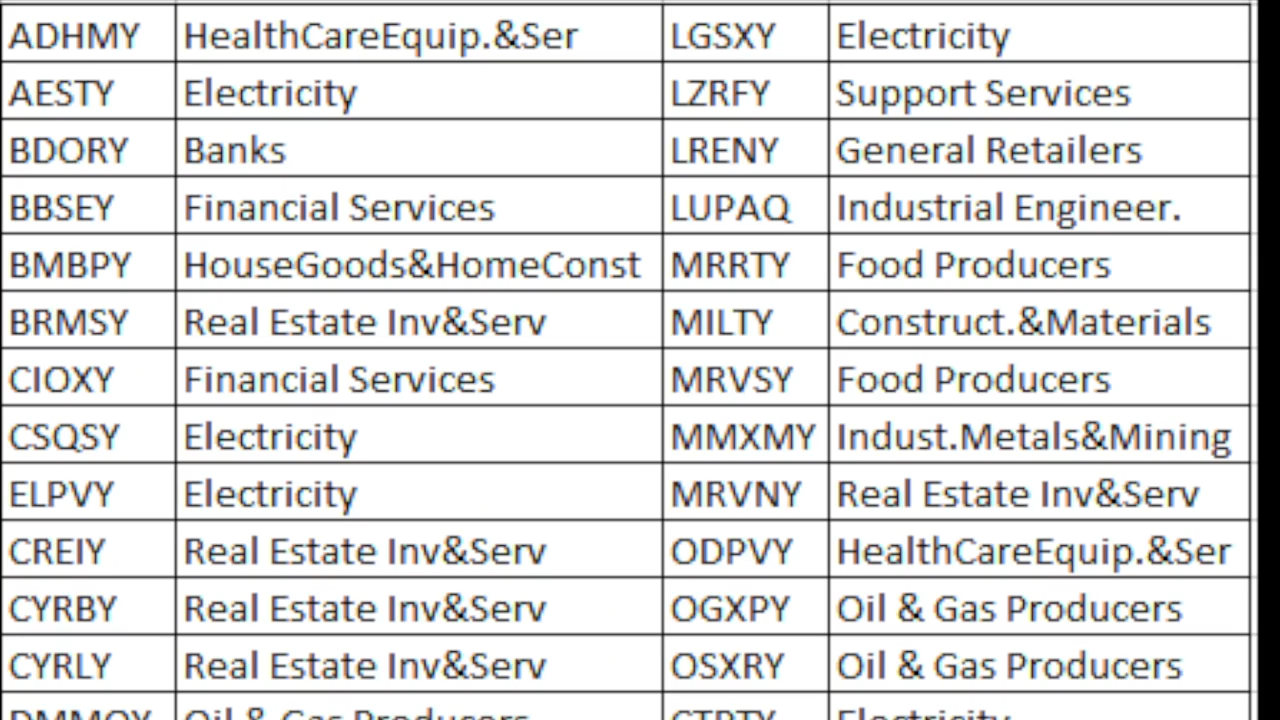 ADHMY HealthCareEquip.&Ser LGSXY Electricity
AESTY Electricity LZRFY Support Services
BDORY Banks LRENY General Retailers
BBSEY Financial Services LUPAQ Industrial Engineer.
BMBPY HouseGoods&HomeConst MRRTY Food Producers
BRMSY Real Estate Inv&Serv MILTY Construct.&Materials
CIOXY Financial Services MRVSY Food Producers
CSQSY Electricity MMXMY Indust.Metals&Mining
ELPVY Electricity MRVNY Real Estate Inv&Serv
CREIY Real Estate Inv&Serv ODPVY HealthCareEquip.&Ser
CYRBY Real Estate Inv&Serv OGXPY Oil & Gas Producers
CYRLY Real Estate Inv&Serv OSXRY Oil & Gas Producers
Oil & Gas Producers Electricity